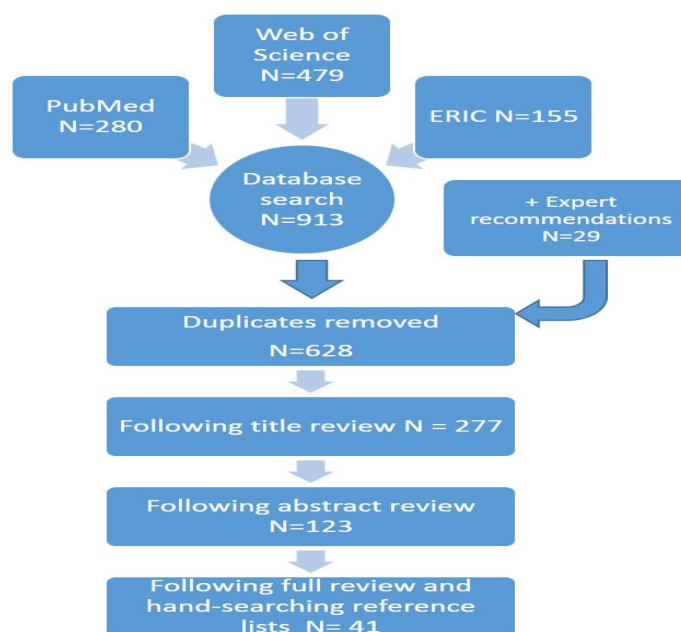 Web of
Science
N=479
PubMed
N=280
ERIC N=155
Database
search
N=913
+ Expert
recommendations
N=29
Duplicates removed
N=628
Following title review N = 277
Following abstract review
N=123
Following full review and
hand-searching reference
lists N= 41